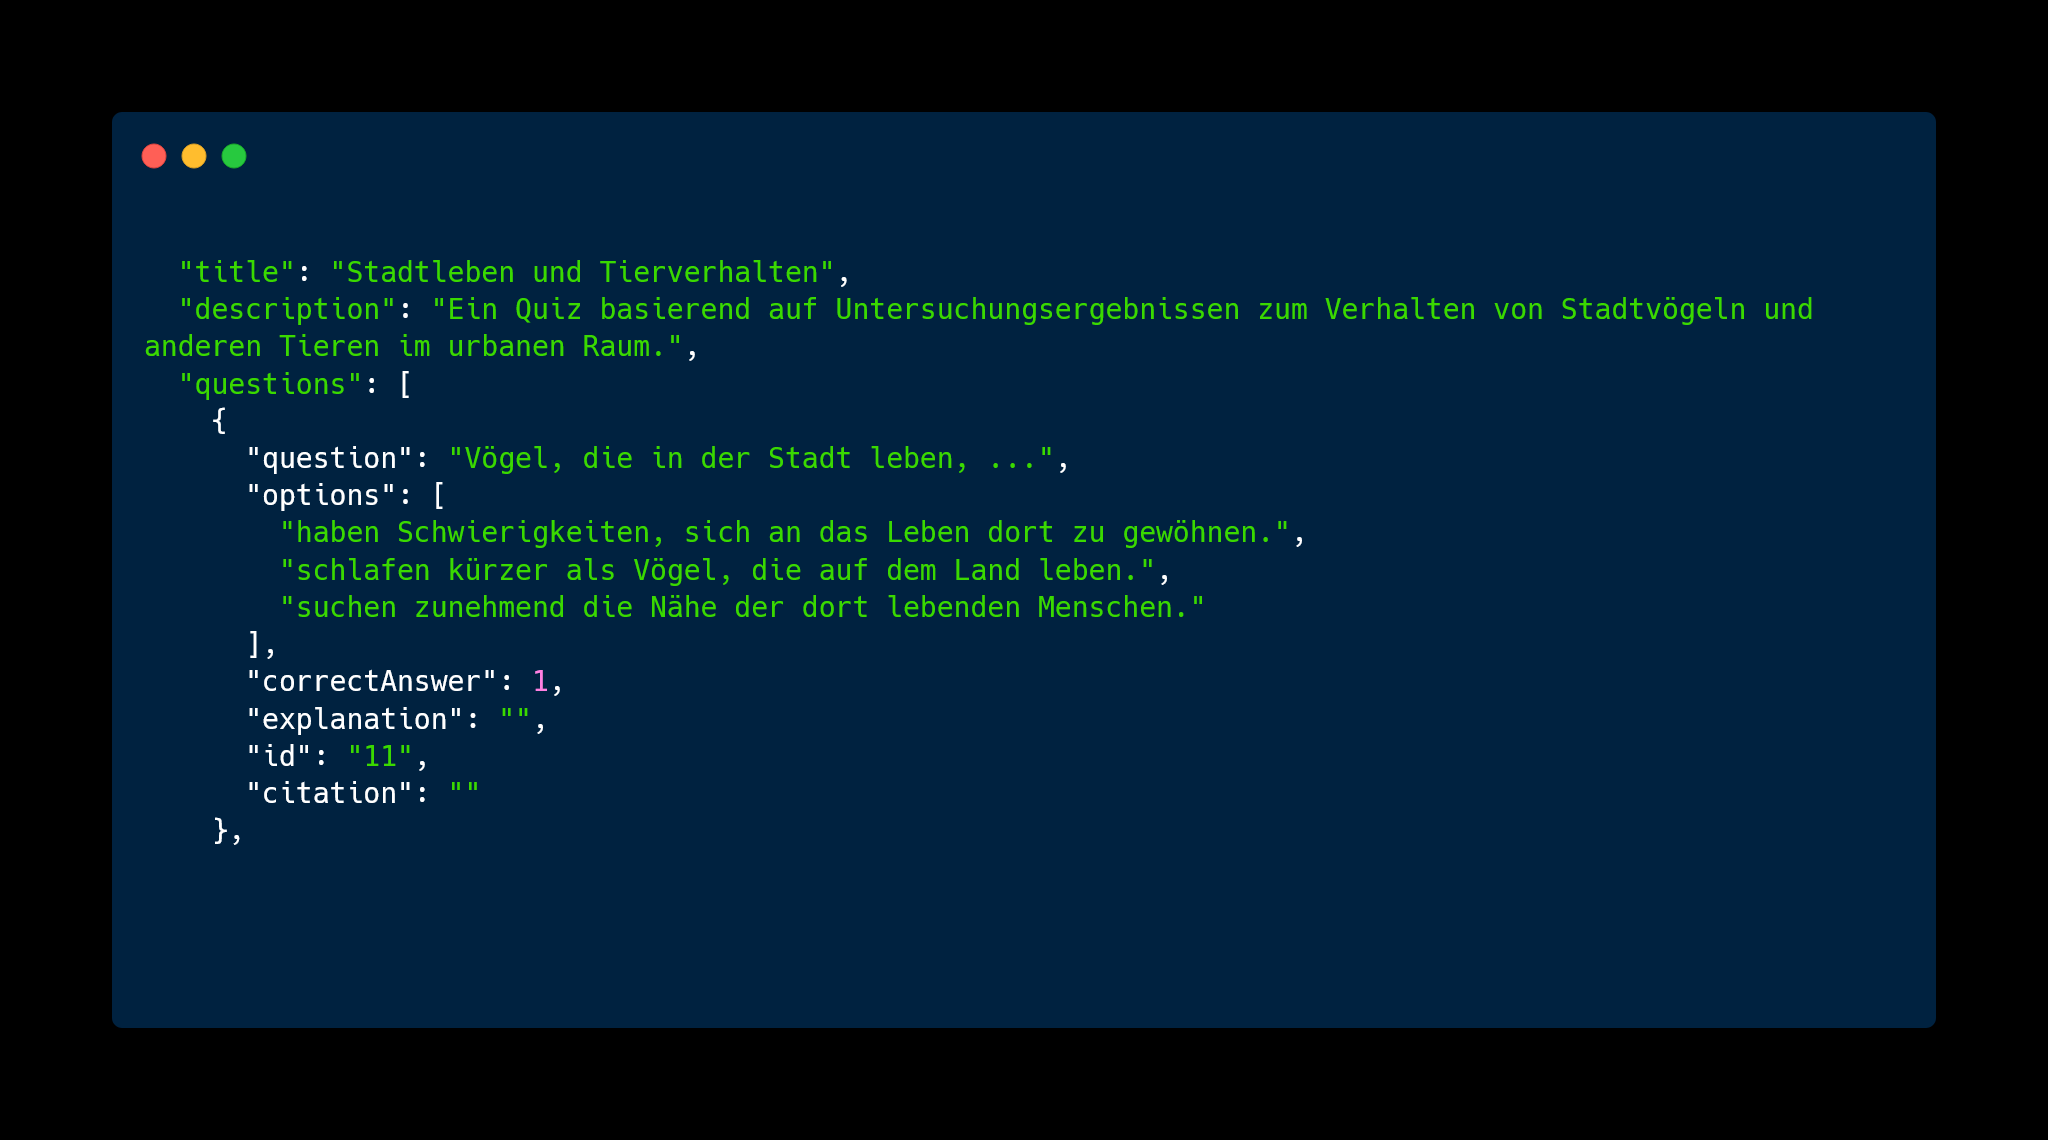 "title": "Stadtleben und Tierverhalten",
"description": "Ein Quiz basierend auf Untersuchungsergebnissen zum Verhalten von Stadtvögeln und
anderen Tieren im urbanen Raum.",
"questions": [
{
"question": "Vögel, die in der Stadt leben, ...",
"options": [
"haben Schwierigkeiten, sich an das Leben dort zu gewöhnen.",
"schlafen kürzer als Vögel, die auf dem Land leben.",
"suchen zunehmend die Nähe der dort lebenden Menschen."
],
"correctAnswer": 1,
"explanation": "",
"id": "11",
"citation": ""
},